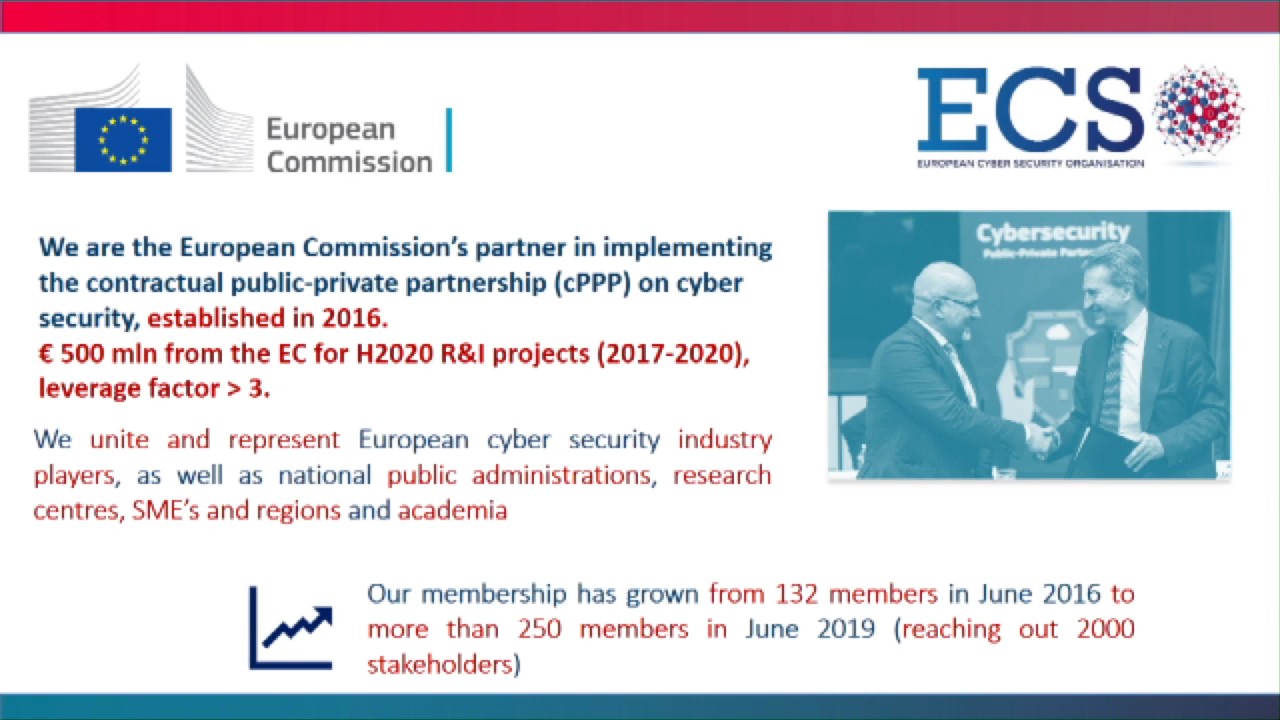 European
Commission
ECS
EUROPEAN CYBER SECURITY ORGANISATION
We are the European Commission's partner in implementing
the contractual public-private partnership (cPPP) on cyber
security, established in 2016.
€ 500 mln from the EC for H2020 R&I projects (2017-2020),
leverage factor > 3.
Cybersecurity
Public-Private
We unite and represent European cyber security industry
players, as well as national public administrations, research
centres, SME's and regions and academia
Our membership has grown from 132 members in June 2016 to
more than 250 members in June 2019 (reaching out 2000
stakeholders)